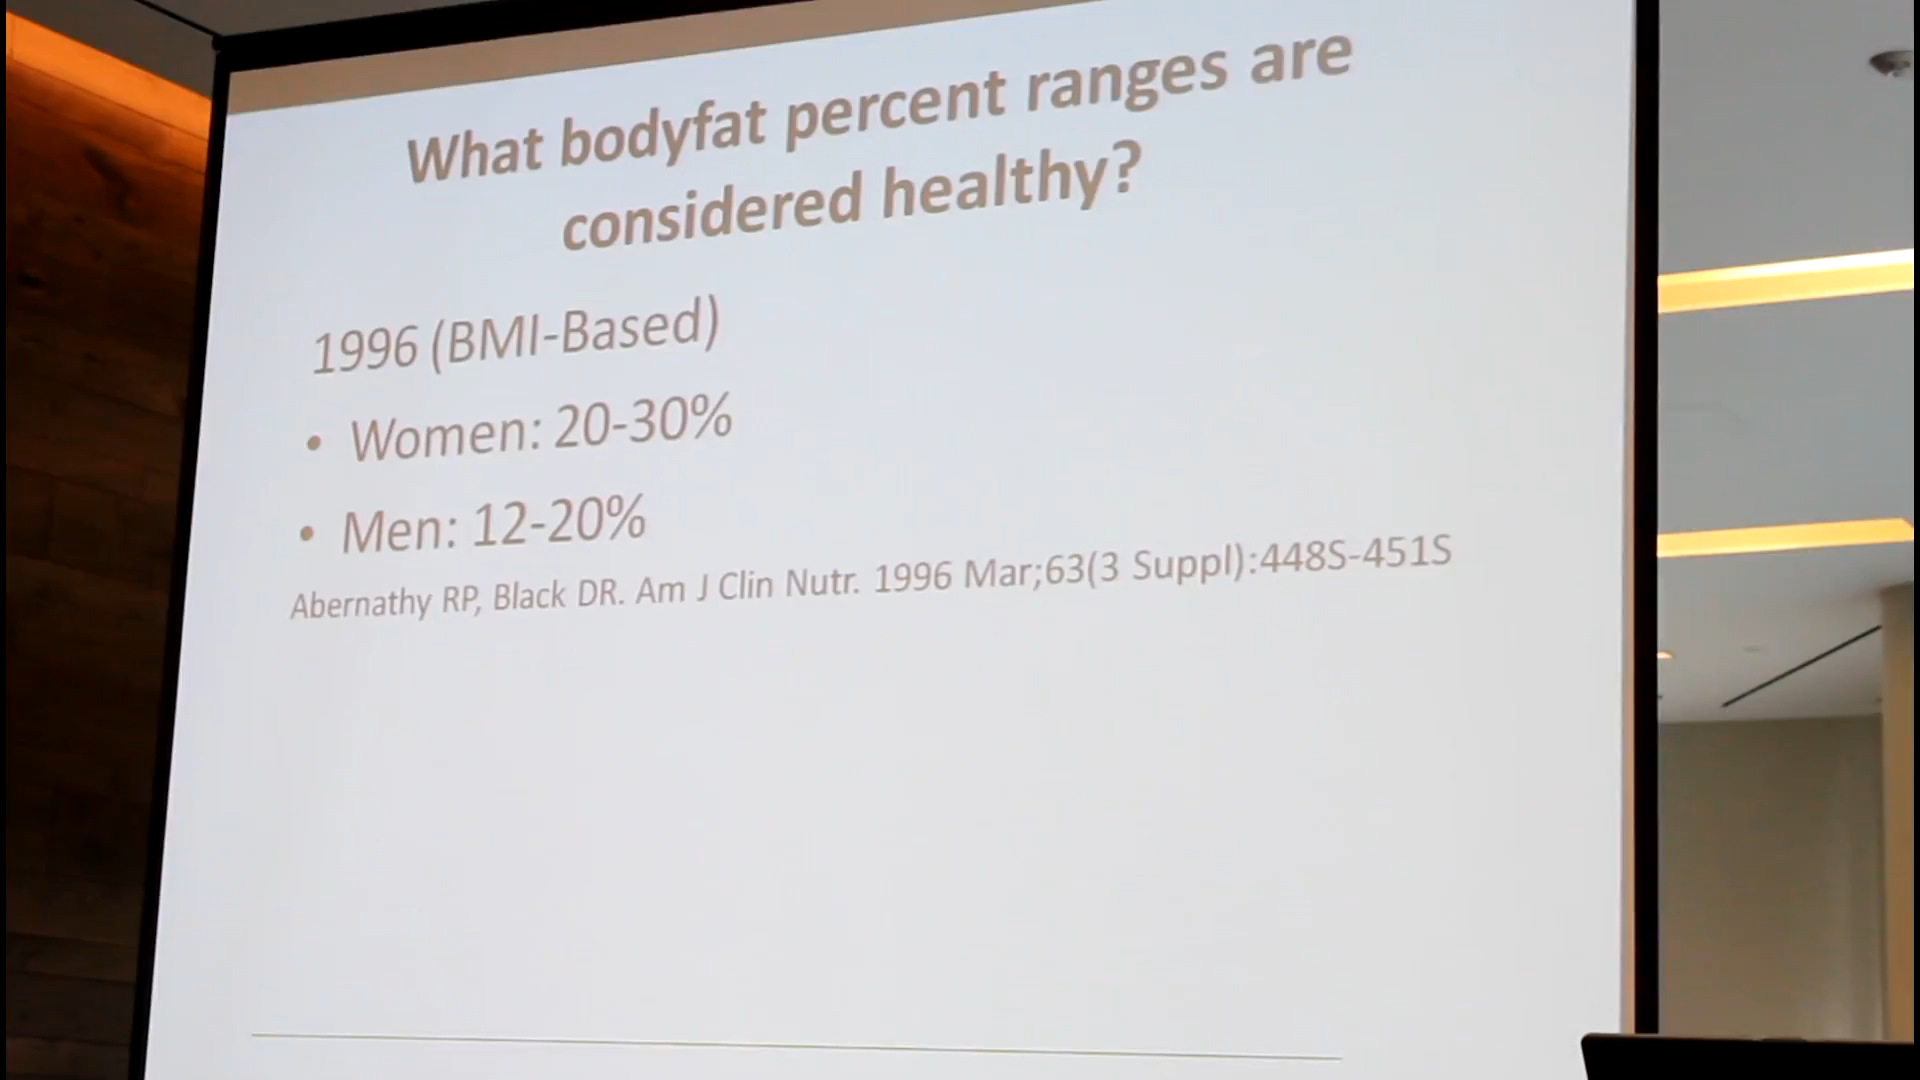 What bodyfat percent ranges are
considered healthy?
1996 (BMI-Based)
• Women: 20-30%
• Men: 12-20%
Abernathy RP, Black DR. Am J Clin Nutr. 1996 Mar;63(3 Suppl):448S-451S